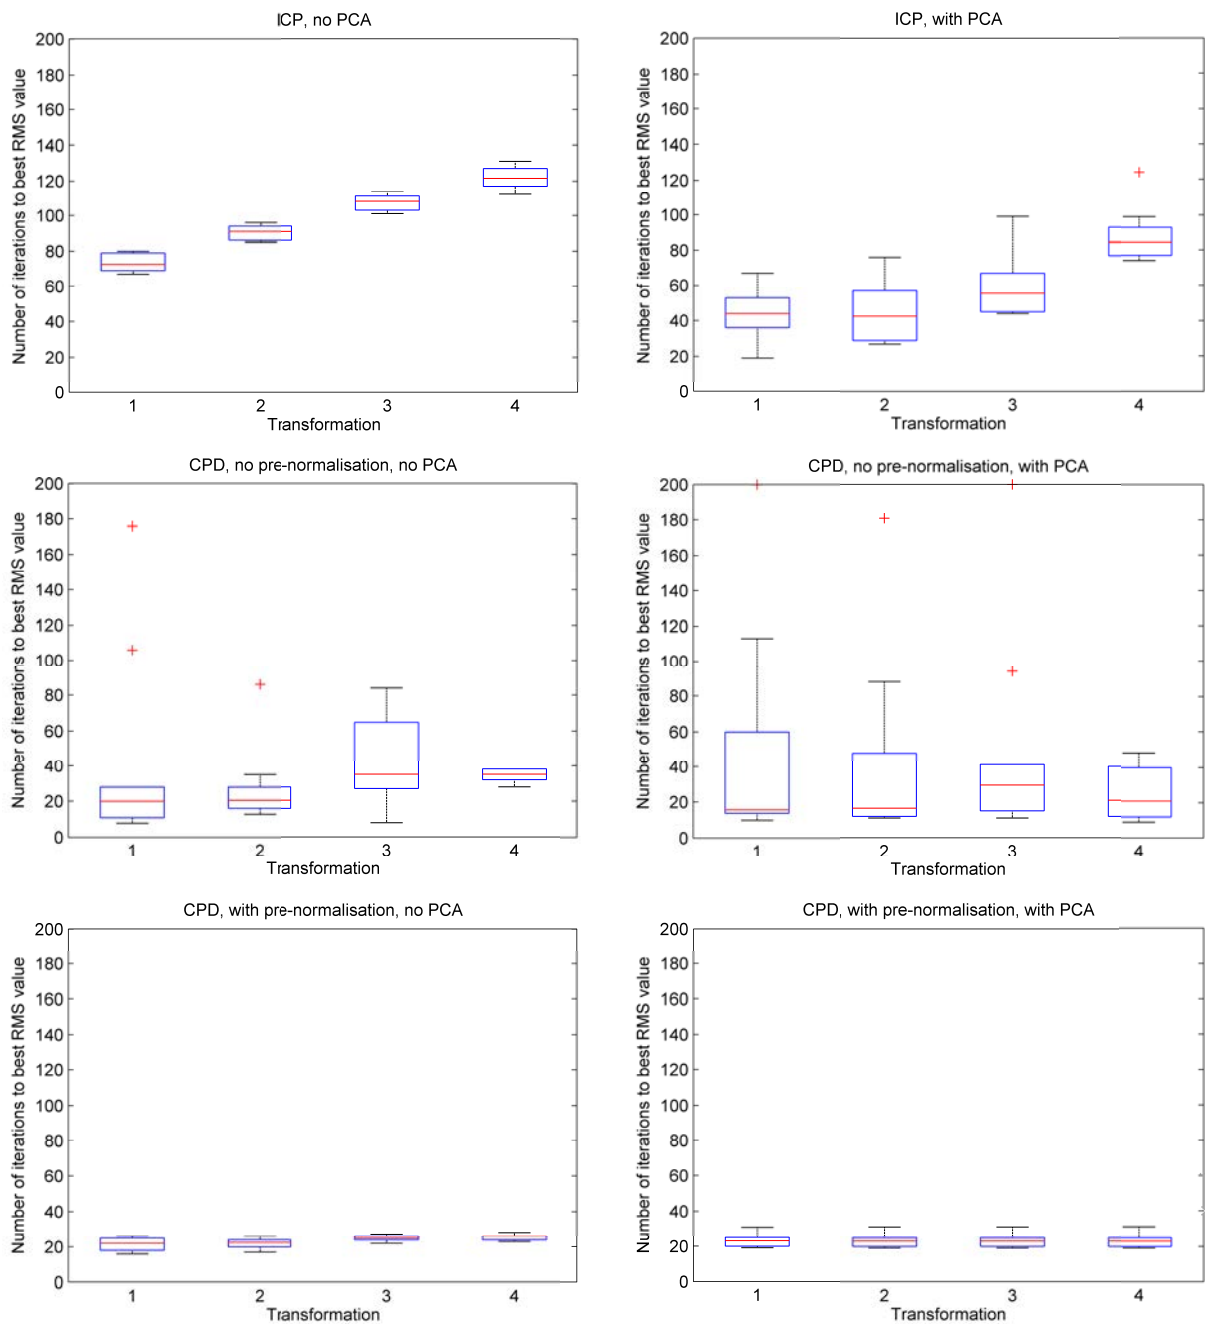 ICP, no PCA
Number of iterations to best RMS value
200
180
160
140
120
100
80
60
40
20
0
1 2 3 4
Transformation
ICP, with PCA
Number of iterations to best RMS value
200
180
160
140
120
100
80
60
40
20
0
1 2 3 4
Transformation
CPD, no pre-normalisation, no PCA
Number of iterations to best RMS value
200
180
160
140
120
100
80
60
40
20
0
1 2 3 4
Transformation
CPD, no pre-normalisation, with PCA
Number of iterations to best RMS value
200
180
160
140
120
100
80
60
40
20
0
1 2 3 4
Transformation
CPD, with pre-normalisation, no PCA
Number of iterations to best RMS value
200
180
160
140
120
100
80
60
40
20
0
1 2 3 4
Transformation
CPD, with pre-normalisation, with PCA
Number of iterations to best RMS value
200
180
160
140
120
100
80
60
40
20
0
1 2 3 4
Transformation